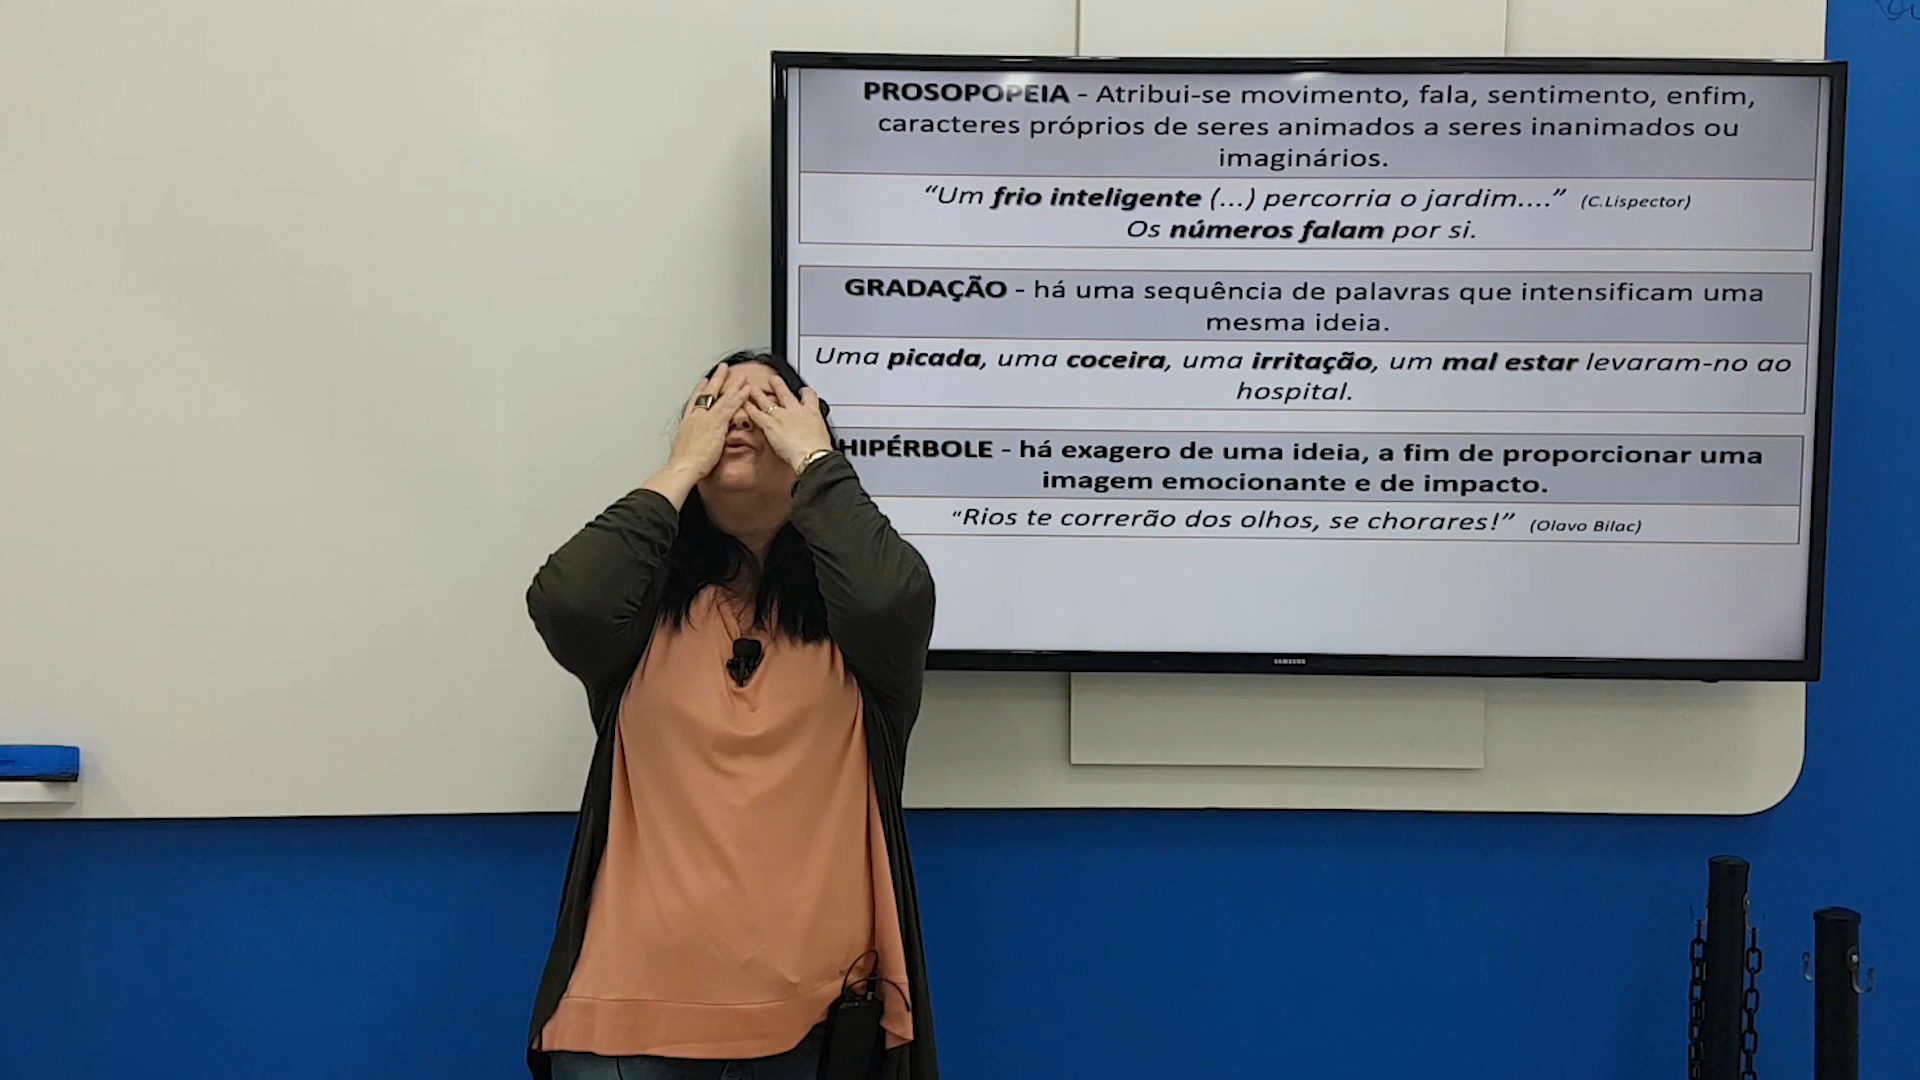 PROSOPOPEIA - Atribui-se movimento, fala, sentimento, enfim,
caracteres próprios de seres animados a seres inanimados ou
imaginários.
“Um frio inteligente (...) percorria o jardim....” (C.Lispector)
Os números falam por si.
GRADAÇÃO - há uma sequência de palavras que intensificam uma
mesma ideia.
Uma picada, uma coceira, uma irritação, um mal estar levaram-no ao
hospital.
HIPÉRBOLE - há exagero de uma ideia, a fim de proporcionar uma
imagem emocionante e de impacto.
“Rios te correrão dos olhos, se chorares!” (Olavo Bilac)
SAMSUNG